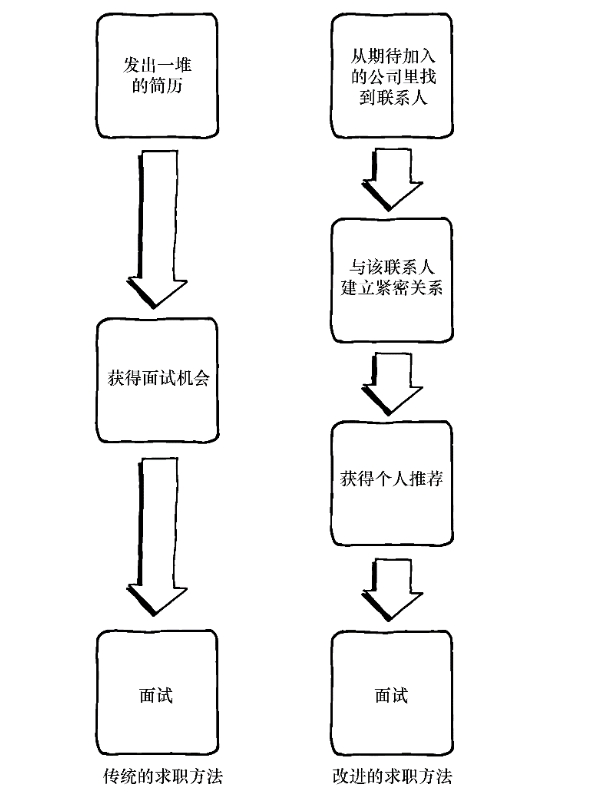 发出一堆
的简历
获得面试机会
面试
传统的求职方法
从期待加入
的公司里找
到联系人
与该联系人
建立紧密关系
获得个人推荐
面试
改进的求职方法